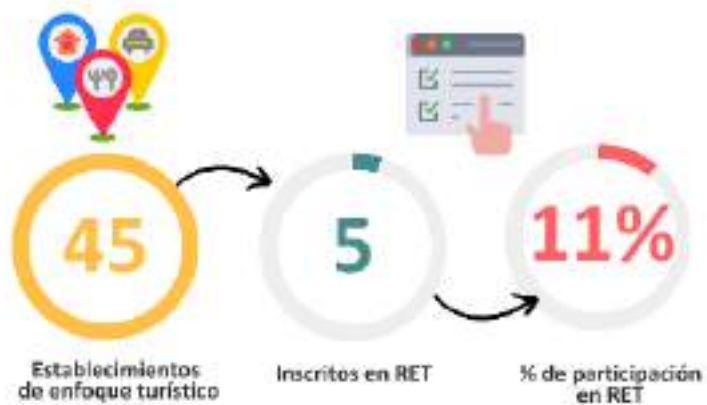 45
5
11%
Establecimientos
de enfoque turístico
Inscritos en RET
% de participación
en RET